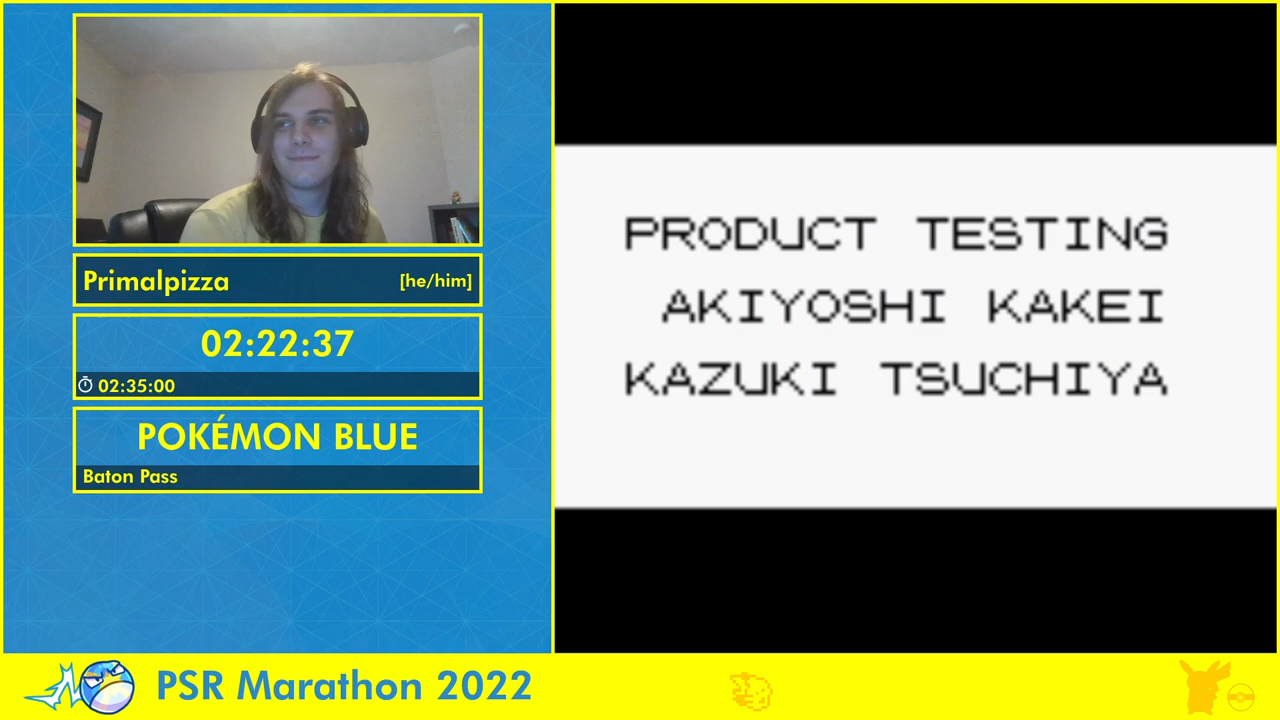 Primalpizza [he/him]
02:22:37
02:35:00
POKÉMON BLUE
Baton Pass
PRODUCT TESTING
AKIYOSHI KAKEI
KAZUKI TSUCHIYA
PSR Marathon 2022